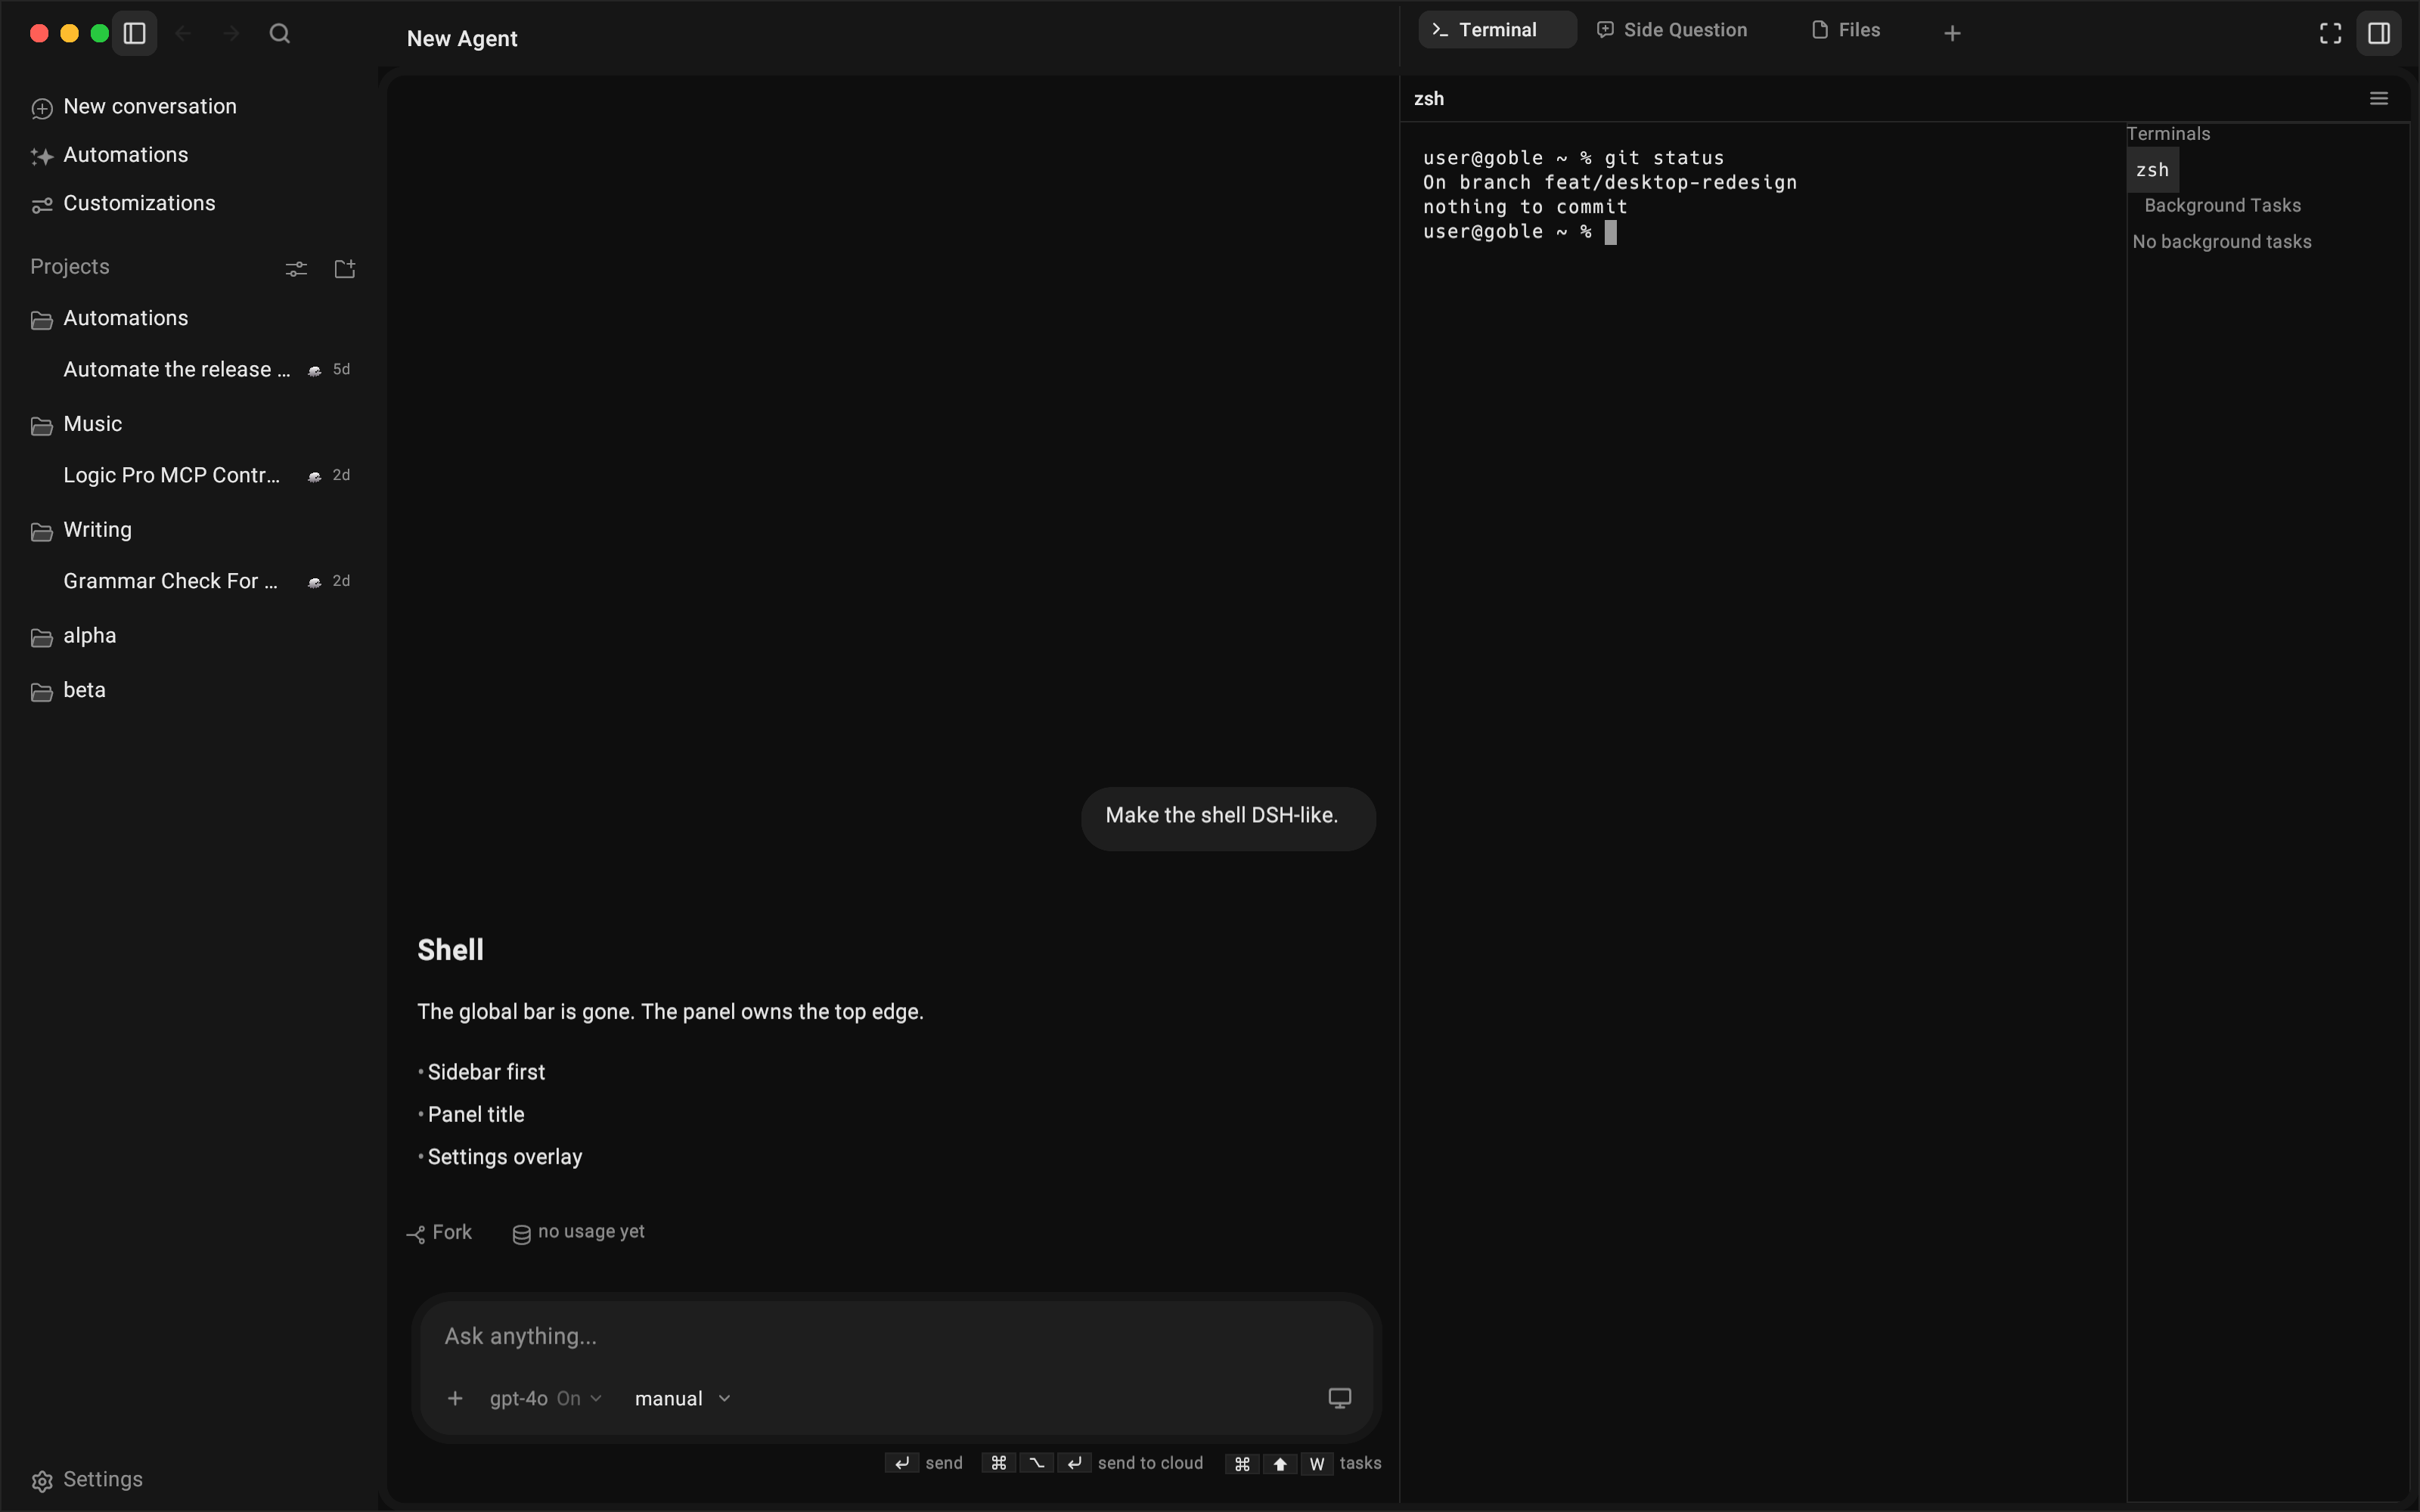 New conversation
Automations
Customizations
Projects
Automations
Automate the release ... 5d
Music
Logic Pro MCP Contr... 2d
Writing
Grammar Check For ... 2d
alpha
beta
Settings
New Agent
Make the shell DSH-like.
Shell
The global bar is gone. The panel owns the top edge.
• Sidebar first
• Panel title
• Settings overlay
Fork no usage yet
Ask anything...
+ gpt-4o On manual
send ⌘ ⌥ send to cloud ⌘ W tasks
Terminal Side Question Files +
zsh
user@goble ~ % git status
On branch feat/desktop-redesign
nothing to commit
user@goble ~ %
Terminals
zsh
Background Tasks
No background tasks